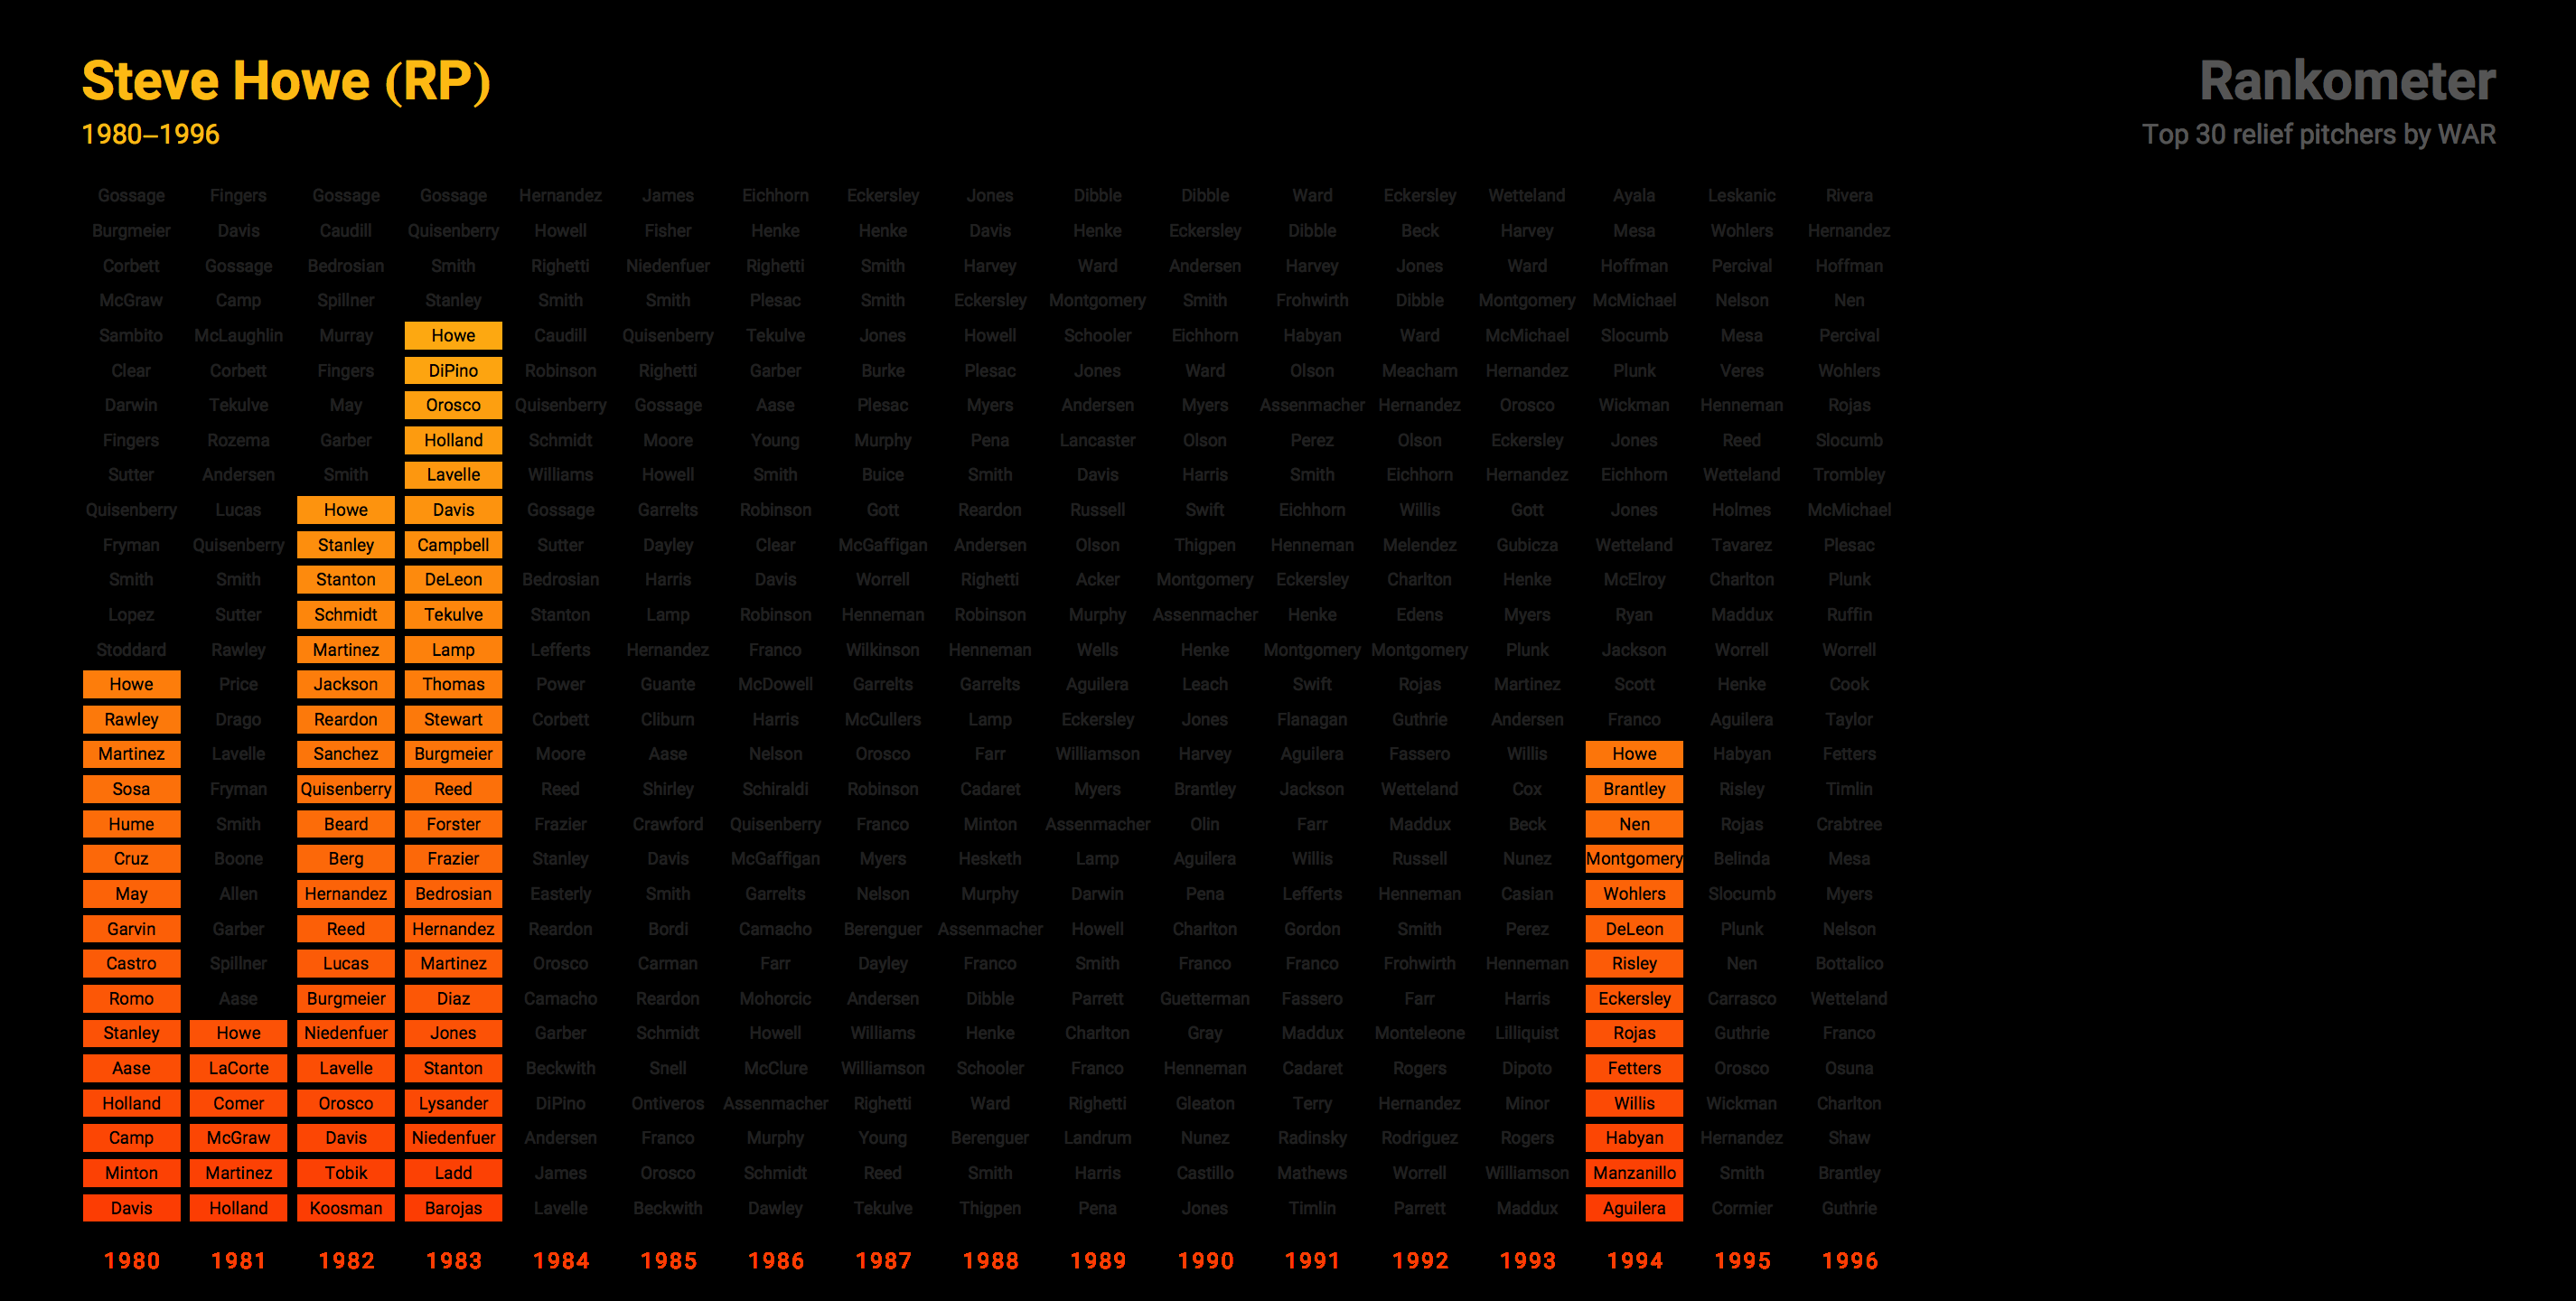 Steve Howe (RP)
1980–1996
Rankometer
Top 30 relief pitchers by WAR
Gossage Fingers Gossage Gossage Hernandez James Eichhorn Eckersley Jones Dibble Dibble Ward Eckersley Wetteland Ayala Leskanic Rivera
Burgmeier Davis Caudill Quisenberry Howell Fisher Henke Henke Davis Henke Eckersley Dibble Beck Harvey Mesa Wohlers Hernandez
Corbett Gossage Bedrosian Smith Righetti Niedenfuer Righetti Smith Harvey Ward Andersen Harvey Jones Ward Hoffman Percival Hoffman
McGraw Camp Spillner Stanley Smith Smith Plesac Smith Eckersley Montgomery Smith Frohwirth Dibble Montgomery McMichael Nelson Nen
Sambito McLaughlin Murray Howe Caudill Quisenberry Tekulve Jones Howell Schooler Eichhorn Habyan Ward McMichael Slocumb Mesa Percival
Clear Corbett Fingers DiPino Robinson Righetti Garber Burke Plesac Jones Ward Olson Meacham Hernandez Plunk Veres Wohlers
Darwin Tekulve May Orosco Quisenberry Gossage Aase Plesac Myers Andersen Myers Assenmacher Hernandez Orosco Wickman Henneman Rojas
Fingers Rozema Garber Holland Schmidt Moore Young Murphy Pena Lancaster Olson Perez Olson Eckersley Jones Reed Slocumb
Sutter Andersen Smith Lavelle Williams Howell Smith Buice Smith Davis Harris Smith Eichhorn Hernandez Eichhorn Wetteland Trombley
Quisenberry Lucas Howe Davis Gossage Garrelts Robinson Gott Reardon Russell Swift Eichhorn Willis Gott Jones Holmes McMichael
Fryman Quisenberry Stanley Campbell Sutter Dayley Clear McGaffigan Andersen Olson Thigpen Henneman Melendez Gubicza Wetteland Tavarez Plesac
Smith Smith Stanton DeLeon Bedrosian Harris Davis Worrell Righetti Acker Montgomery Eckersley Charlton Henke McElroy Charlton Plunk
Lopez Sutter Schmidt Tekulve Stanton Lamp Robinson Henneman Robinson Murphy Assenmacher Henke Edens Myers Ryan Maddux Ruffin
Stoddard Rawley Martinez Lamp Lefferts Hernandez Franco Wilkinson Henneman Wells Henke Montgomery Montgomery Plunk Jackson Worrell Worrell
Howe Price Jackson Thomas Power Guante McDowell Garrelts Garrelts Aguilera Leach Swift Rojas Martinez Scott Henke Cook
Rawley Drago Reardon Stewart Corbett Cliburn Harris McCullers Lamp Eckersley Jones Flanagan Guthrie Andersen Franco Aguilera Taylor
Martinez Lavelle Sanchez Burgmeier Moore Aase Nelson Orosco Farr Williamson Harvey Aguilera Fassero Willis Howe Habyan Fetters
Sosa Fryman Quisenberry Reed Reed Shirley Schiraldi Robinson Cadaret Myers Brantley Jackson Wetteland Cox Brantley Risley Timlin
Hume Smith Beard Forster Frazier Crawford Quisenberry Franco Minton Assenmacher Olin Farr Maddux Beck Nen Rojas Crabtree
Cruz Boone Berg Frazier Stanley Davis McGaffigan Myers Hesketh Lamp Aguilera Willis Russell Nunez Montgomery Belinda Mesa
May Allen Hernandez Bedrosian Easterly Smith Garrelts Nelson Murphy Darwin Pena Lefferts Henneman Casian Wohlers Slocumb Myers
Garvin Garber Reed Hernandez Reardon Bordi Camacho Berenguer Assenmacher Howell Charlton Gordon Smith Perez DeLeon Plunk Nelson
Castro Spillner Lucas Martinez Orosco Carman Farr Dayley Franco Smith Franco Franco Frohwirth Henneman Risley Nen Bottalico
Romo Aase Burgmeier Diaz Camacho Reardon Mohorcic Andersen Dibble Parrett Guetterman Fassero Farr Harris Eckersley Carrasco Wetteland
Stanley Howe Niedenfuer Jones Garber Schmidt Howell Williams Henke Charlton Gray Maddux Monteleone Lilliquist Rojas Guthrie Franco
Aase LaCorte Lavelle Stanton Beckwith Snell McClure Williamson Schooler Franco Henneman Cadaret Rogers Dipoto Fetters Orosco Osuna
Holland Comer Orosco Lysander DiPino Ontiveros Assenmacher Righetti Ward Righetti Gleaton Terry Hernandez Minor Willis Wickman Charlton
Camp McGraw Davis Niedenfuer Andersen Franco Murphy Young Berenguer Landrum Nunez Radinsky Rodriguez Rogers Habyan Hernandez Shaw
Minton Martinez Tobik Ladd James Orosco Schmidt Reed Smith Harris Castillo Mathews Worrell Williamson Manzanillo Smith Brantley
Davis Holland Koosman Barojas Lavelle Beckwith Dawley Tekulve Thigpen Pena Jones Timlin Parrett Maddux Aguilera Cormier Guthrie
1980 1981 1982 1983 1984 1985 1986 1987 1988 1989 1990 1991 1992 1993 1994 1995 1996